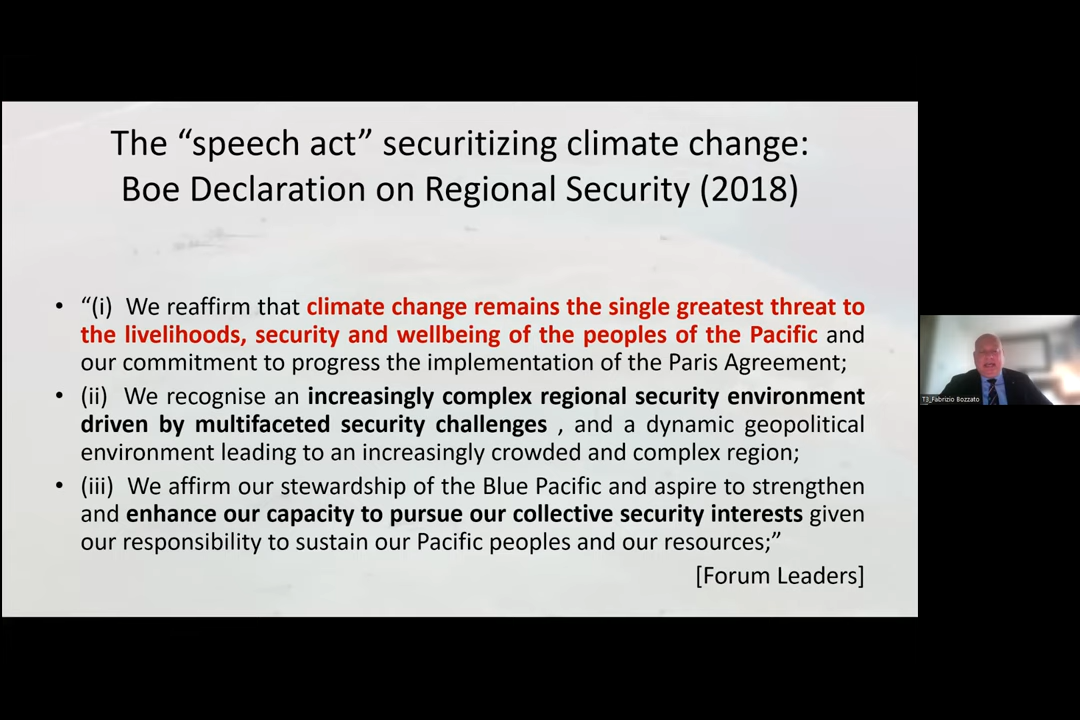 The “speech act” securitizing climate change:
Boe Declaration on Regional Security (2018)
• “(i) We reaffirm that climate change remains the single greatest threat to
the livelihoods, security and wellbeing of the peoples of the Pacific and
our commitment to progress the implementation of the Paris Agreement;
• (ii) We recognise an increasingly complex regional security environment
driven by multifaceted security challenges , and a dynamic geopolitical
environment leading to an increasingly crowded and complex region;
• (iii) We affirm our stewardship of the Blue Pacific and aspire to strengthen
and enhance our capacity to pursue our collective security interests given
our responsibility to sustain our Pacific peoples and our resources;”
[Forum Leaders]
T3_Fabrizio Bozzato